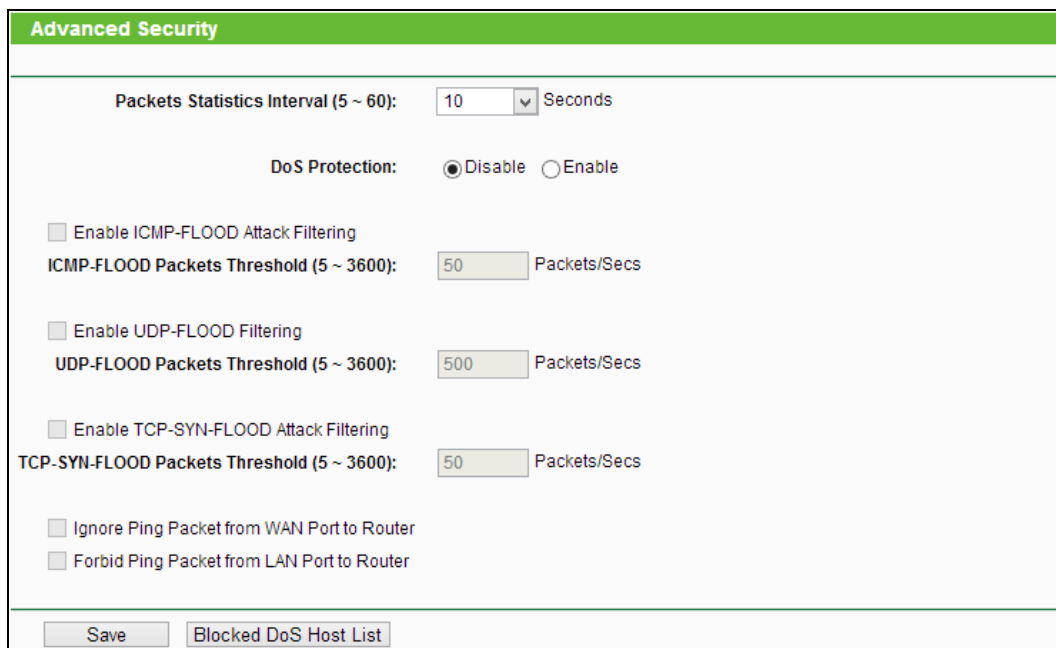 Advanced Security
Packets Statistics Interval (5 ~ 60): 10 Seconds
DoS Protection: Disable Enable
Enable ICMP-FLOOD Attack Filtering
ICMP-FLOOD Packets Threshold (5 ~ 3600): 50 Packets/Secs
Enable UDP-FLOOD Filtering
UDP-FLOOD Packets Threshold (5 ~ 3600): 500 Packets/Secs
Enable TCP-SYN-FLOOD Attack Filtering
TCP-SYN-FLOOD Packets Threshold (5 ~ 3600): 50 Packets/Secs
Ignore Ping Packet from WAN Port to Router
Forbid Ping Packet from LAN Port to Router
Save Blocked DoS Host List